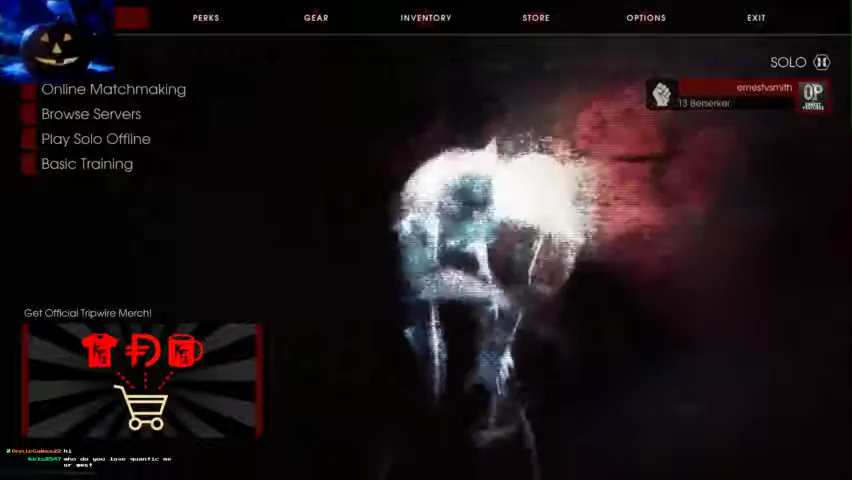 PERKS GEAR INVENTORY STORE OPTIONS EXIT
SOLO
ernestvsmith
13 Berserker
OP
Online Matchmaking
Browse Servers
Play Solo Offline
Basic Training
Get Official Tripwire Merch!
hi
who do you love quantic me
or west